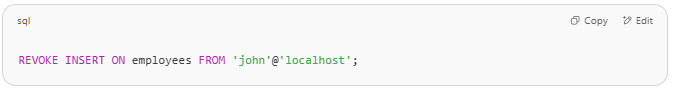 sql Copy Edit
REVOKE INSERT ON employees FROM 'john'@'localhost';